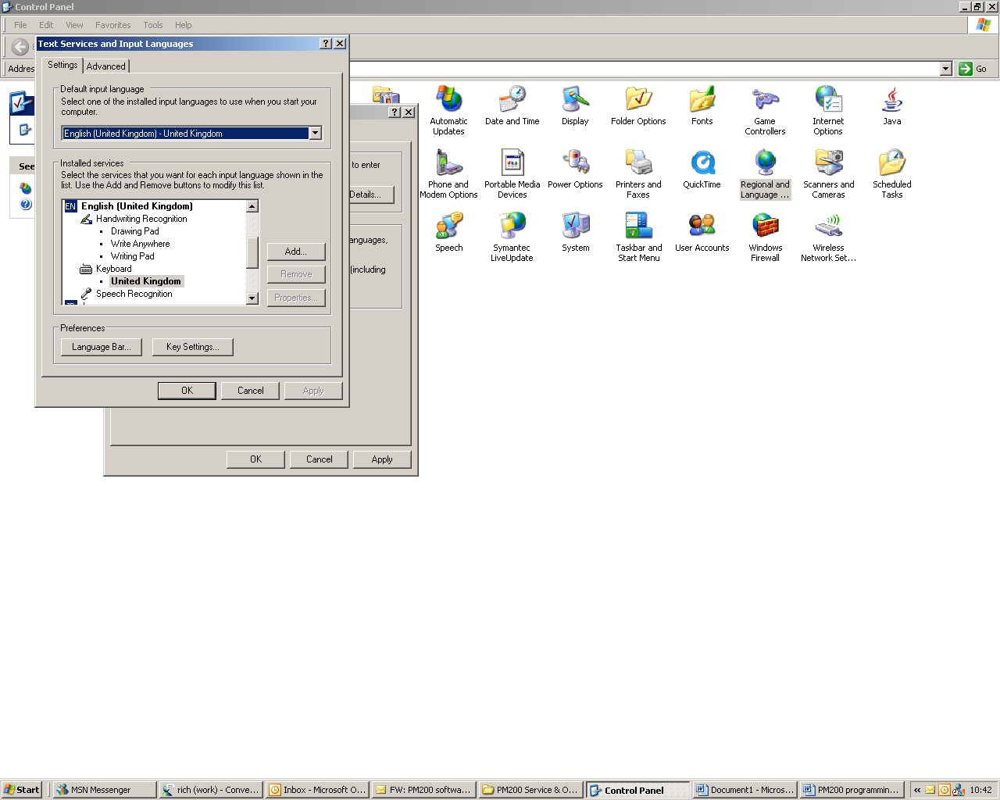 Control Panel
File Edit View Favorites Tools Help
Addres
Go
Text Services and Input Languages
Settings Advanced
Default input language
Select one of the installed input languages to use when you start your
computer.
English (United Kingdom) - United Kingdom
Installed services
Select the services that you want for each input language shown in the
list. Use the Add and Remove buttons to modify this list.
EN English (United Kingdom)
Handwriting Recognition
• Drawing Pad
• Write Anywhere
• Writing Pad
Keyboard
• United Kingdom
Speech Recognition
Add...
Remove
Properties...
Preferences
Language Bar... Key Settings...
OK Cancel Apply
See
to enter
Details...
anguages,
(including
OK Cancel Apply
Automatic
Updates
Date and Time
Display
Folder Options
Fonts
Game
Controllers
Internet
Options
Java
Phone and
Modem Options
Portable Media
Devices
Power Options
Printers and
Faxes
QuickTime
Regional and
Language ...
Scanners and
Cameras
Scheduled
Tasks
Speech
Symantec
LiveUpdate
System
Taskbar and
Start Menu
User Accounts
Windows
Firewall
Wireless
Network Set...
Start MSN Messenger rich (work) - Conve... Inbox - Microsoft O... FW: PM200 softwa... PM200 Service & O... Control Panel Document1 - Micros... PM200 programmin... « 10:42